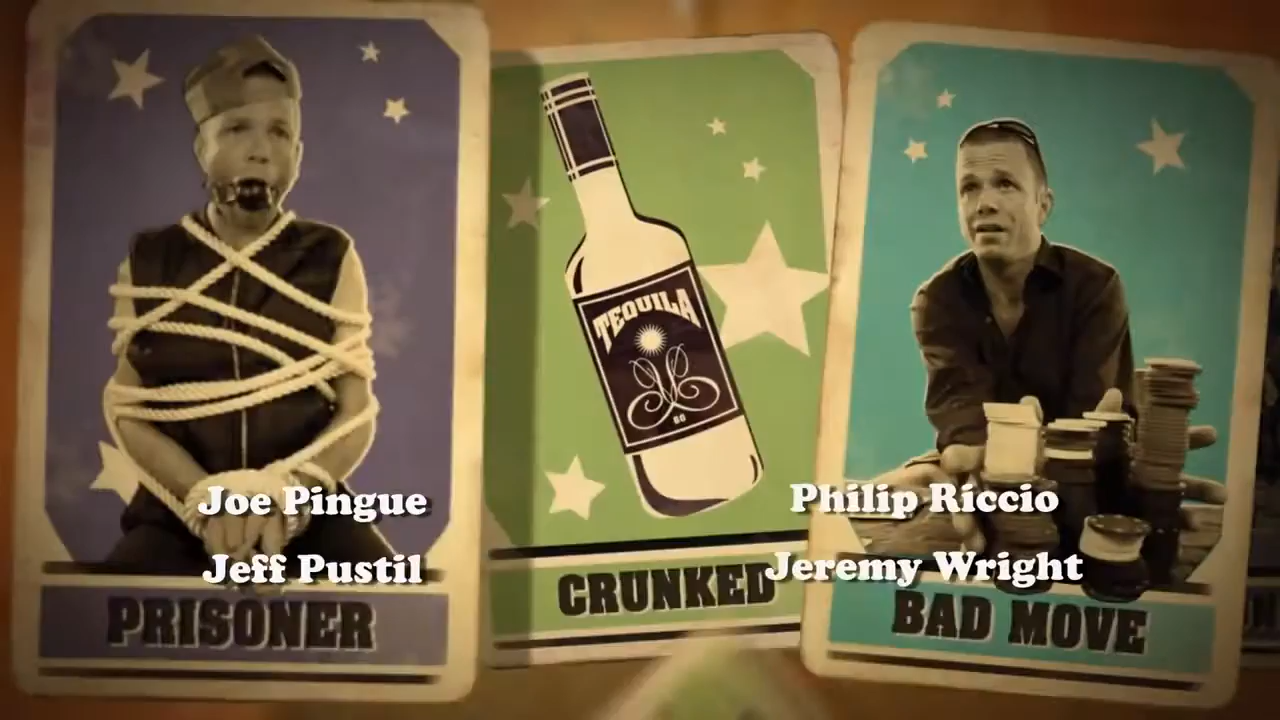 TEQUILA
Joe Pingue
Jeff Pustil
Philip Riccio
Jeremy Wright
PRISONER
CRUNKED
BAD MOVE